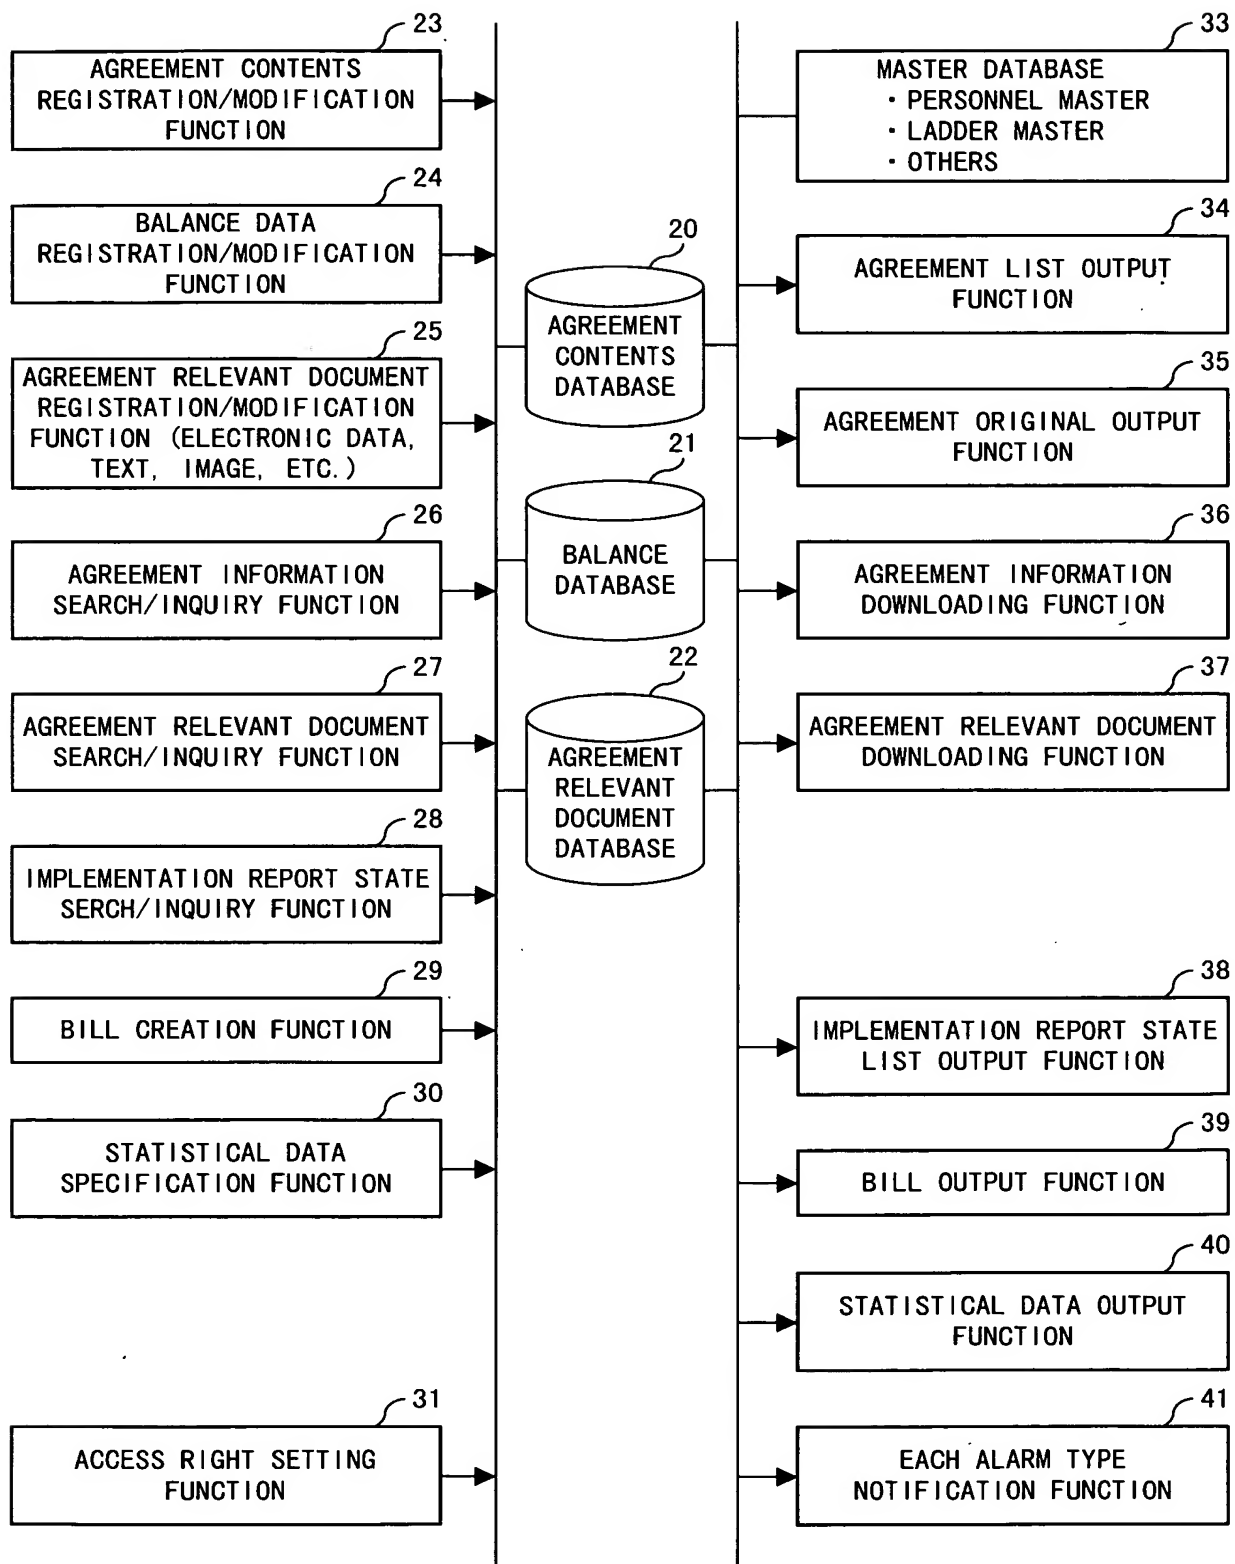 23
AGREEMENT CONTENTS
REGISTRATION/MODIFICATION
FUNCTION
24
BALANCE DATA
REGISTRATION/MODIFICATION
FUNCTION
25
AGREEMENT RELEVANT DOCUMENT
REGISTRATION/MODIFICATION
FUNCTION (ELECTRONIC DATA,
TEXT, IMAGE, ETC.)
26
AGREEMENT INFORMATION
SEARCH/INQUIRY FUNCTION
27
AGREEMENT RELEVANT DOCUMENT
SEARCH/INQUIRY FUNCTION
28
IMPLEMENTATION REPORT STATE
SERCH/INQUIRY FUNCTION
29
BILL CREATION FUNCTION
30
STATISTICAL DATA
SPECIFICATION FUNCTION
31
ACCESS RIGHT SETTING
FUNCTION
20
AGREEMENT
CONTENTS
DATABASE
21
BALANCE
DATABASE
22
AGREEMENT
RELEVANT
DOCUMENT
DATABASE
33
MASTER DATABASE
・PERSONNEL MASTER
・LADDER MASTER
・OTHERS
34
AGREEMENT LIST OUTPUT
FUNCTION
35
AGREEMENT ORIGINAL OUTPUT
FUNCTION
36
AGREEMENT INFORMATION
DOWNLOADING FUNCTION
37
AGREEMENT RELEVANT DOCUMENT
DOWNLOADING FUNCTION
38
IMPLEMENTATION REPORT STATE
LIST OUTPUT FUNCTION
39
BILL OUTPUT FUNCTION
40
STATISTICAL DATA OUTPUT
FUNCTION
41
EACH ALARM TYPE
NOTIFICATION FUNCTION